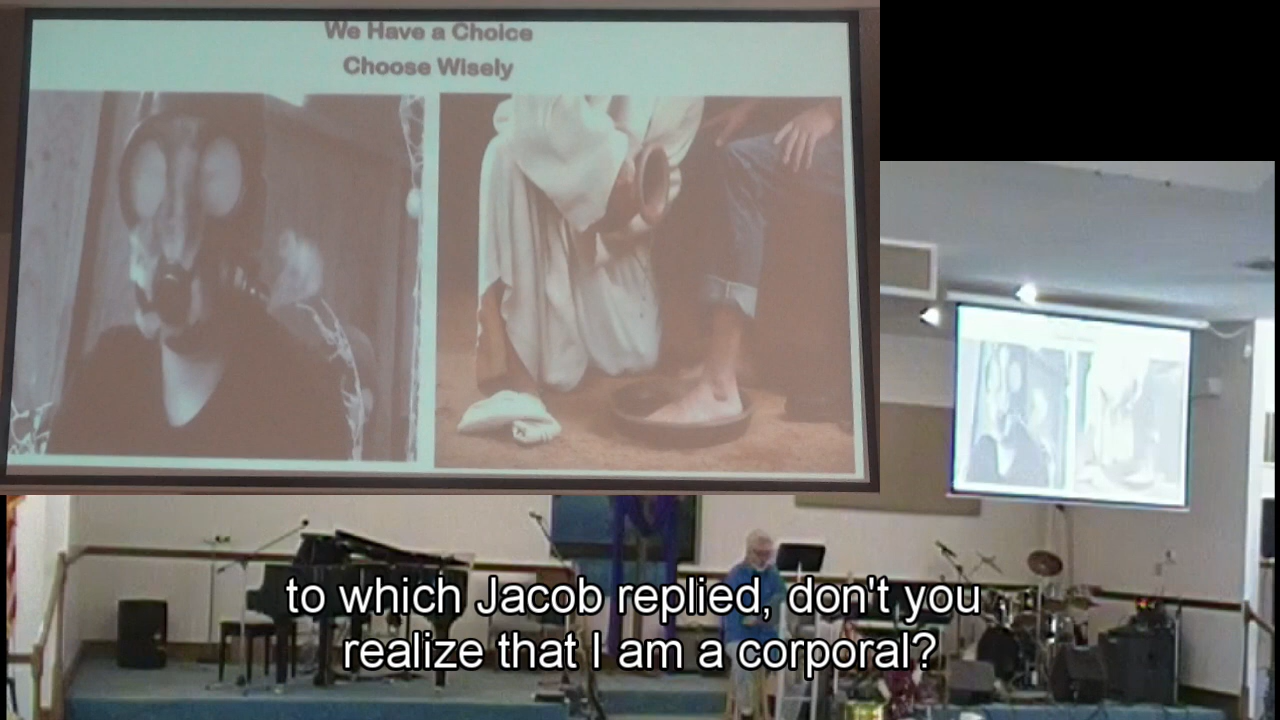 We Have a Choice
Choose Wisely
to which Jacob replied, don't you
realize that I am a corporal?